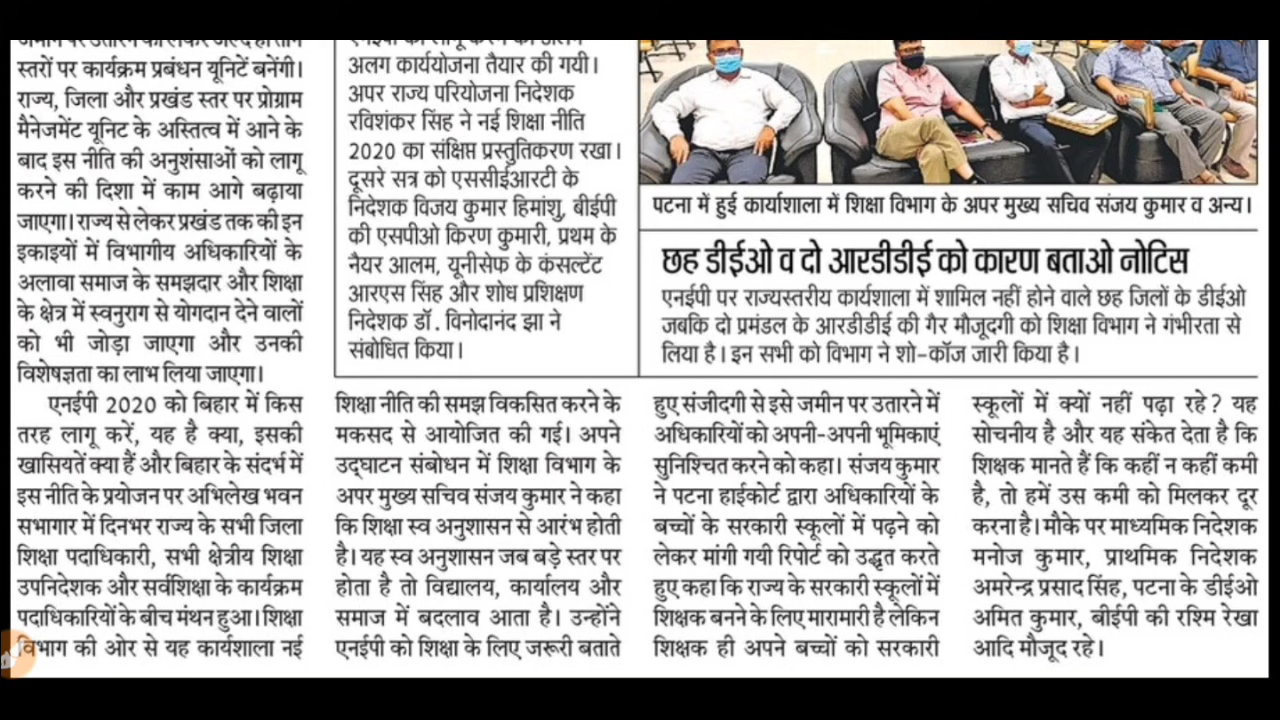 स्तरों पर कार्यक्रम प्रबंधन यूनिटें बनेंगी।
राज्य, जिला और प्रखंड स्तर पर प्रोग्राम
मैनेजमेंट यूनिट के अस्तित्व में आने के
बाद इस नीति की अनुशंसाओं को लागू
करने की दिशा में काम आगे बढ़ाया
जाएगा। राज्य से लेकर प्रखंड तक की इन
इकाइयों में विभागीय अधिकारियों के
अलावा समाज के समझदार और शिक्षा
के क्षेत्र में स्वनुराग से योगदान देने वालों
को भी जोड़ा जाएगा और उनकी
विशेषज्ञता का लाभ लिया जाएगा।
एनईपी 2020 को बिहार में किस
तरह लागू करें, यह है क्या, इसकी
खासियतें क्या हैं और बिहार के संदर्भ में
इस नीति के प्रयोजन पर अभिलेख भवन
सभागार में दिनभर राज्य के सभी जिला
शिक्षा पदाधिकारी, सभी क्षेत्रीय शिक्षा
उपनिदेशक और सर्वशिक्षा के कार्यक्रम
पदाधिकारियों के बीच मंथन हुआ। शिक्षा
विभाग की ओर से यह कार्यशाला नई
अलग कार्ययोजना तैयार की गयी।
अपर राज्य परियोजना निदेशक
रविशंकर सिंह ने नई शिक्षा नीति
2020 का संक्षिप्त प्रस्तुतिकरण रखा।
दूसरे सत्र को एससीईआरटी के
निदेशक विजय कुमार हिमांशु, बीईपी
की एसपीओ किरण कुमारी, प्रथम के
नैयर आलम, यूनीसेफ के कंसल्टेंट
आरएस सिंह और शोध प्रशिक्षण
निदेशक डॉ. विनोदानंद झा ने
संबोधित किया।
पटना में हुई कार्याशाला में शिक्षा विभाग के अपर मुख्य सचिव संजय कुमार व अन्य।
छह डीईओ व दो आरडीडीई को कारण बताओ नोटिस
एनईपी पर राज्यस्तरीय कार्यशाला में शामिल नहीं होने वाले छह जिलों के डीईओ
जबकि दो प्रमंडल के आरडीडीई की गैर मौजूदगी को शिक्षा विभाग ने गंभीरता से
लिया है। इन सभी को विभाग ने शो-कॉज जारी किया है।
शिक्षा नीति की समझ विकसित करने के
मकसद से आयोजित की गई। अपने
उद्घाटन संबोधन में शिक्षा विभाग के
अपर मुख्य सचिव संजय कुमार ने कहा
कि शिक्षा स्व अनुशासन से आरंभ होती
है। यह स्व अनुशासन जब बड़े स्तर पर
होता है तो विद्यालय, कार्यालय और
समाज में बदलाव आता है। उन्होंने
एनईपी को शिक्षा के लिए जरूरी बताते
हुए संजीदगी से इसे जमीन पर उतारने में
अधिकारियों को अपनी-अपनी भूमिकाएं
सुनिश्चित करने को कहा। संजय कुमार
ने पटना हाईकोर्ट द्वारा अधिकारियों के
बच्चों के सरकारी स्कूलों में पढ़ने को
लेकर मांगी गयी रिपोर्ट को उद्धृत करते
हुए कहा कि राज्य के सरकारी स्कूलों में
शिक्षक बनने के लिए मारामारी है लेकिन
शिक्षक ही अपने बच्चों को सरकारी
स्कूलों में क्यों नहीं पढ़ा रहे? यह
सोचनीय है और यह संकेत देता है कि
शिक्षक मानते हैं कि कहीं न कहीं कमी
है, तो हमें उस कमी को मिलकर दूर
करना है। मौके पर माध्यमिक निदेशक
मनोज कुमार, प्राथमिक निदेशक
अमरेन्द्र प्रसाद सिंह, पटना के डीईओ
अमित कुमार, बीईपी की रश्मि रेखा
आदि मौजूद रहे।